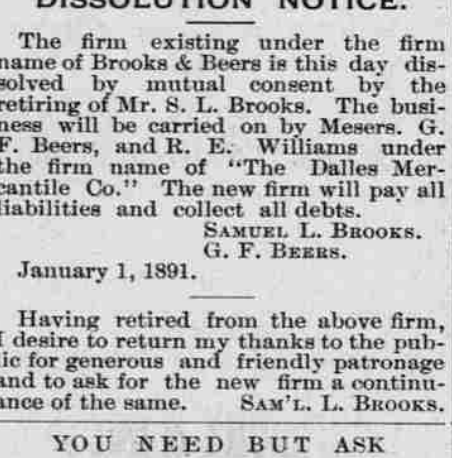 DISSOLUTION NOTICE.
The firm existing under the firm
name of Brooks & Beers is this day dis-
solved by mutual consent by the
retiring of Mr. S. L. Brooks. The busi-
ness will be carried on by Mesers. G.
F. Beers, and R. E. Williams under
the firm name of "The Dalles Mer-
cantile Co." The new firm will pay all
liabilities and collect all debts.
SAMUEL L. BROOKS.
G. F. BEERS.
January 1, 1891.
Having retired from the above firm,
I desire to return my thanks to the pub-
lic for generous and friendly patronage
and to ask for the new firm a continu-
ance of the same. SAM'L. L. BROOKS.
YOU NEED BUT ASK